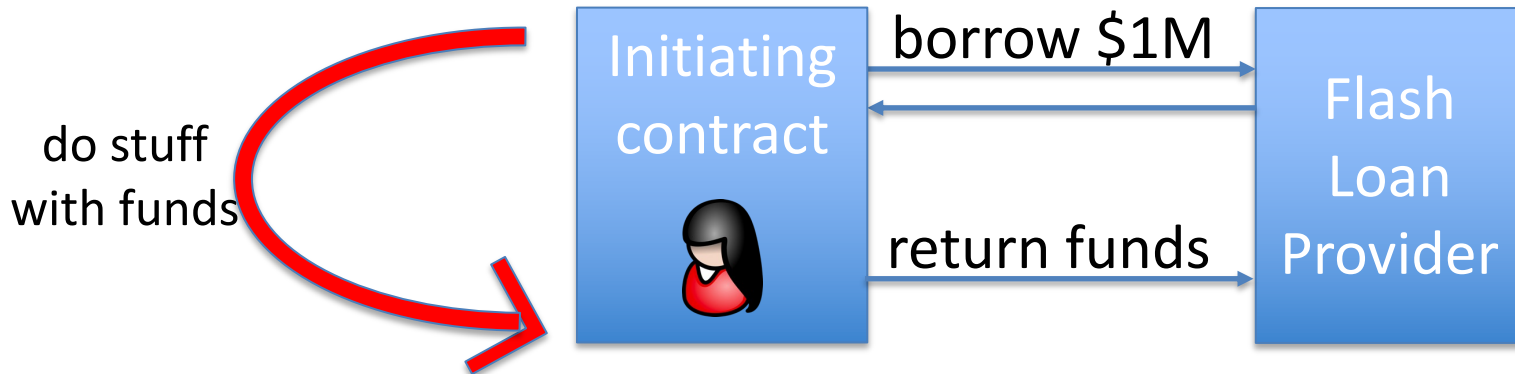 do stuff
with funds
Initiating
contract
borrow $1M
return funds
Flash
Loan
Provider